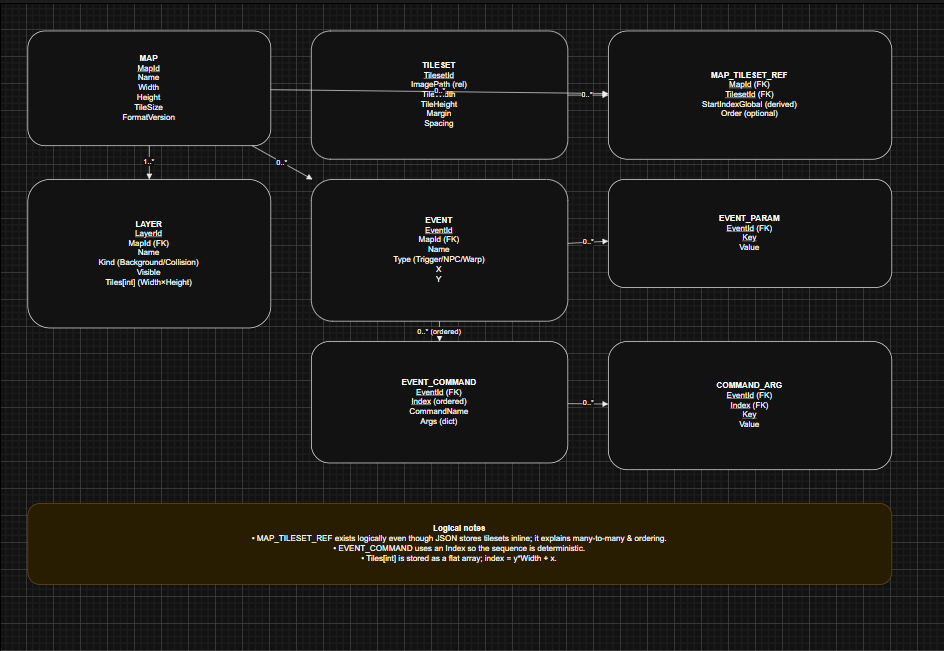 MAP
MapId
Name
Width
Height
TileSize
FormatVersion
TILESET
TilesetId
ImagePath (rel)
TileHeight
Margin
Spacing
0..*
0..*
MAP_TILESET_REF
MapId (FK)
TilesetId (FK)
StartIndexGlobal (derived)
Order (optional)
1..*
0..*
LAYER
LayerId
MapId (FK)
Name
Kind (Background/Collision)
Visible
Tiles[int] (Width×Height)
EVENT
EventId
MapId (FK)
Name
Type (Trigger/NPC/Warp)
X
Y
0..*
EVENT_PARAM
EventId (FK)
Key
Value
0..* (ordered)
EVENT_COMMAND
EventId (FK)
Index (ordered)
CommandName
Args (dict)
0..*
COMMAND_ARG
EventId (FK)
Index (FK)
Key
Value
Logical notes
• MAP_TILESET_REF exists logically even though JSON stores tilesets inline; it explains many-to-many & ordering.
• EVENT_COMMAND uses an Index so the sequence is deterministic.
• Tiles[int] is stored as a flat array; index = y*Width + x.